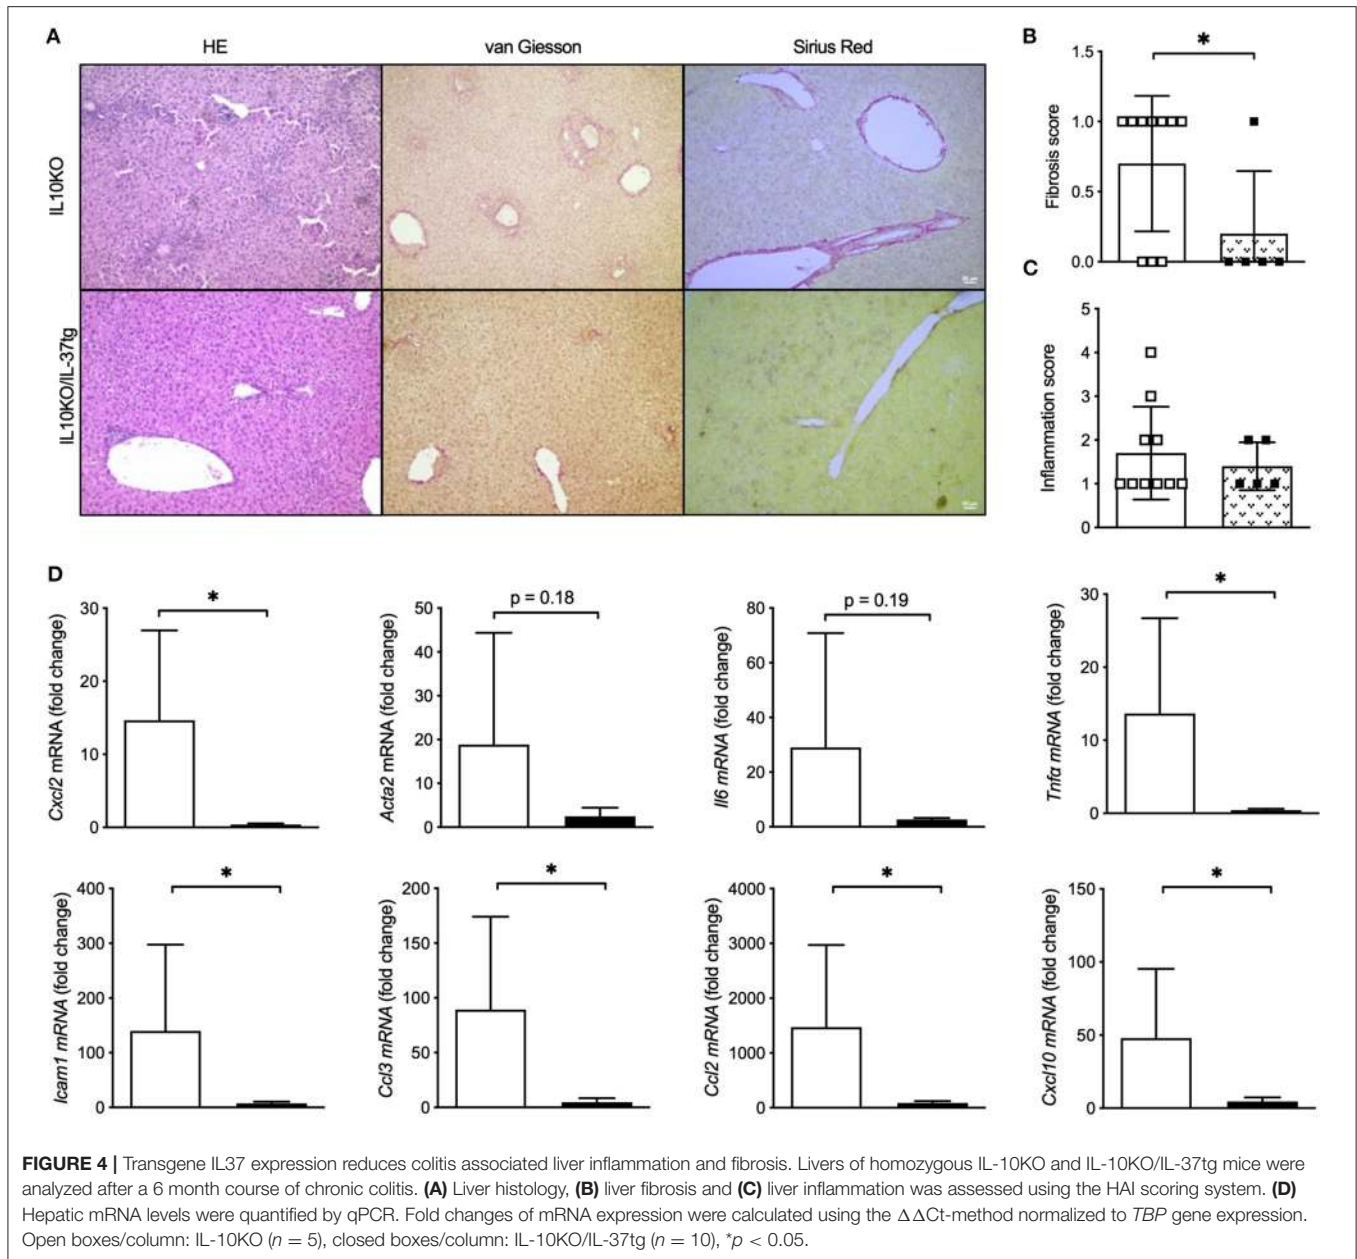 A
HE
van Giesson
Sirius Red
IL10KO
IL10KO/IL-37tg
B
*
Fibrosis score
1.5
1.0
0.5
0.0
C
Inflammation score
5
4
3
2
1
0
D
*
Cxcl2 mRNA (fold change)
30
20
10
0
p = 0.18
Acta2 mRNA (fold change)
50
40
30
20
10
0
p = 0.19
Il6 mRNA (fold change)
80
60
40
20
0
*
Tnfα mRNA (fold change)
30
20
10
0
*
Icam1 mRNA (fold change)
400
300
200
100
0
*
Ccl3 mRNA (fold change)
200
150
100
50
0
*
Ccl2 mRNA (fold change)
4000
3000
2000
1000
0
*
Cxcl10 mRNA (fold change)
150
100
50
0
FIGURE 4 | Transgene IL37 expression reduces colitis associated liver inflammation and fibrosis. Livers of homozygous IL-10KO and IL-10KO/IL-37tg mice were
analyzed after a 6 month course of chronic colitis. (A) Liver histology, (B) liver fibrosis and (C) liver inflammation was assessed using the HAI scoring system. (D)
Hepatic mRNA levels were quantified by qPCR. Fold changes of mRNA expression were calculated using the ΔΔCt-method normalized to TBP gene expression.
Open boxes/column: IL-10KO (n = 5), closed boxes/column: IL-10KO/IL-37tg (n = 10), *p < 0.05.